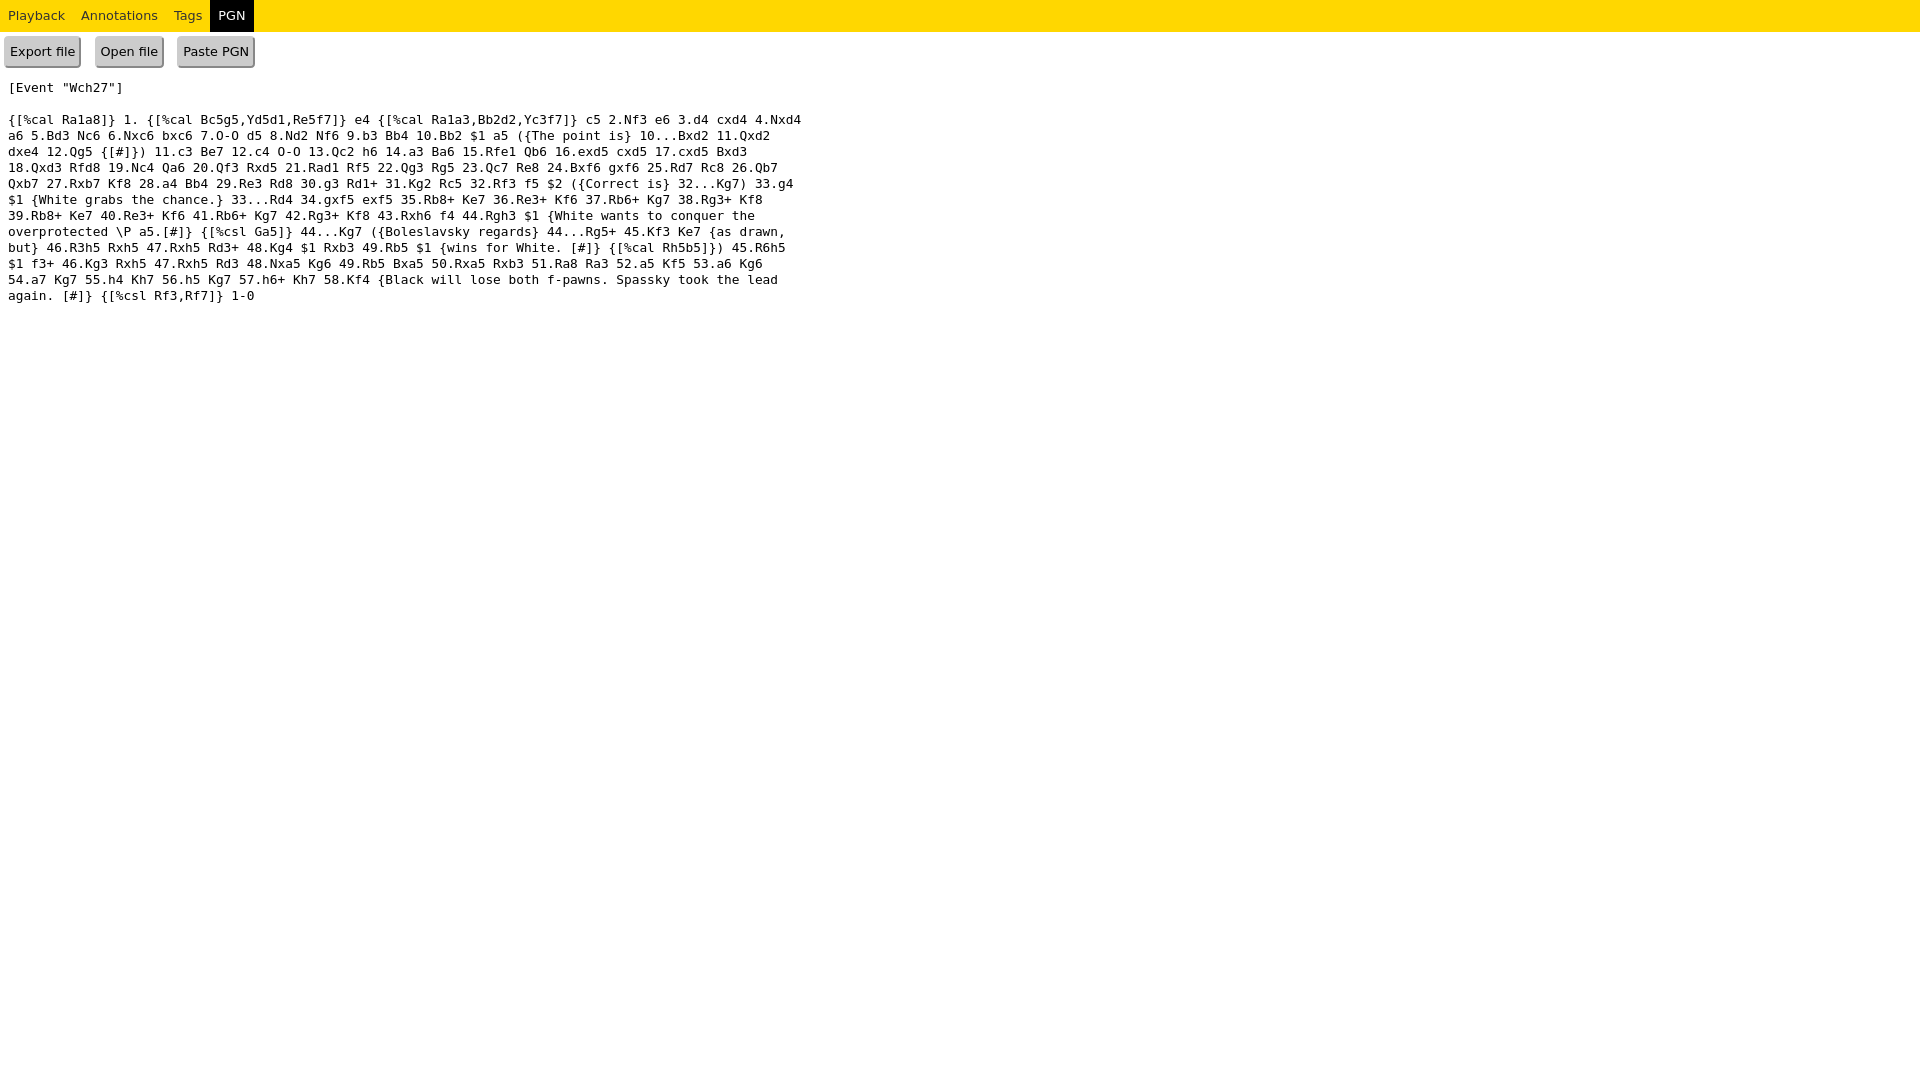 Playback Annotations Tags PGN
Export file Open file Paste PGN
[Event "Wch27"]
{[%cal Ra1a8]} 1. {[%cal Bc5g5,Yd5d1,Re5f7]} e4 {[%cal Ra1a3,Bb2d2,Yc3f7]} c5 2.Nf3 e6 3.d4 cxd4 4.Nxd4
a6 5.Bd3 Nc6 6.Nxc6 bxc6 7.O-O d5 8.Nd2 Nf6 9.b3 Bb4 10.Bb2 $1 a5 ({The point is} 10...Bxd2 11.Qxd2
dxe4 12.Qg5 {[#]}) 11.c3 Be7 12.c4 O-O 13.Qc2 h6 14.a3 Ba6 15.Rfe1 Qb6 16.exd5 cxd5 17.cxd5 Bxd3
18.Qxd3 Rfd8 19.Nc4 Qa6 20.Qf3 Rxd5 21.Rad1 Rf5 22.Qg3 Rg5 23.Qc7 Re8 24.Bxf6 gxf6 25.Rd7 Rc8 26.Qb7
Qxb7 27.Rxb7 Kf8 28.a4 Bb4 29.Re3 Rd8 30.g3 Rd1+ 31.Kg2 Rc5 32.Rf3 f5 $2 ({Correct is} 32...Kg7) 33.g4
$1 {White grabs the chance.} 33...Rd4 34.gxf5 exf5 35.Rb8+ Ke7 36.Re3+ Kf6 37.Rb6+ Kg7 38.Rg3+ Kf8
39.Rb8+ Ke7 40.Re3+ Kf6 41.Rb6+ Kg7 42.Rg3+ Kf8 43.Rxh6 f4 44.Rgh3 $1 {White wants to conquer the
overprotected \P a5.[#]} {[%csl Ga5]} 44...Kg7 ({Boleslavsky regards} 44...Rg5+ 45.Kf3 Ke7 {as drawn,
but} 46.R3h5 Rxh5 47.Rxh5 Rd3+ 48.Kg4 $1 Rxb3 49.Rb5 $1 {wins for White. [#]} {[%cal Rh5b5]}) 45.R6h5
$1 f3+ 46.Kg3 Rxh5 47.Rxh5 Rd3 48.Nxa5 Kg6 49.Rb5 Bxa5 50.Rxa5 Rxb3 51.Ra8 Ra3 52.a5 Kf5 53.a6 Kg6
54.a7 Kg7 55.h4 Kh7 56.h5 Kg7 57.h6+ Kh7 58.Kf4 {Black will lose both f-pawns. Spassky took the lead
again. [#]} {[%csl Rf3,Rf7]} 1-0